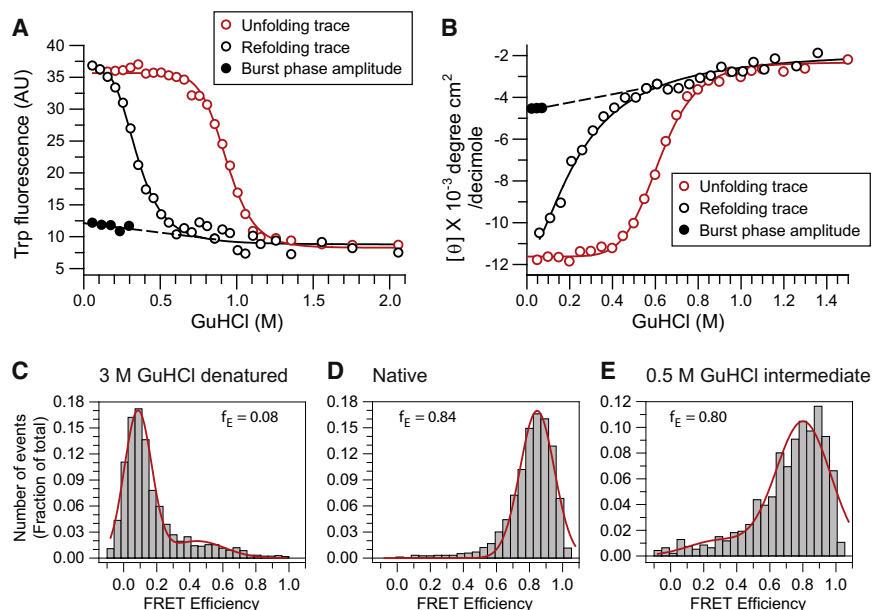 A
Unfolding trace
Refolding trace
Burst phase amplitude
Trp fluorescence (AU)
40
35
30
25
20
15
10
5
0.0
0.5
1.0
1.5
2.0
GuHCl (M)
B
[θ] X 10⁻³ degree cm²
/decimole
-2
-4
-6
-8
-10
-12
Unfolding trace
Refolding trace
Burst phase amplitude
0.0
0.2
0.4
0.6
0.8
1.0
1.2
1.4
GuHCl (M)
C
3 M GuHCl denatured
Number of events
(Fraction of total)
0.18
0.15
0.12
0.09
0.06
0.03
0.00
fE = 0.08
0.0
0.2
0.4
0.6
0.8
1.0
FRET Efficiency
D
Native
0.18
0.15
0.12
0.09
0.06
0.03
0.00
fE = 0.84
0.0
0.2
0.4
0.6
0.8
1.0
FRET Efficiency
E
0.5 M GuHCl intermediate
0.12
0.10
0.08
0.06
0.04
0.02
0.00
fE = 0.80
0.0
0.2
0.4
0.6
0.8
1.0
FRET Efficiency